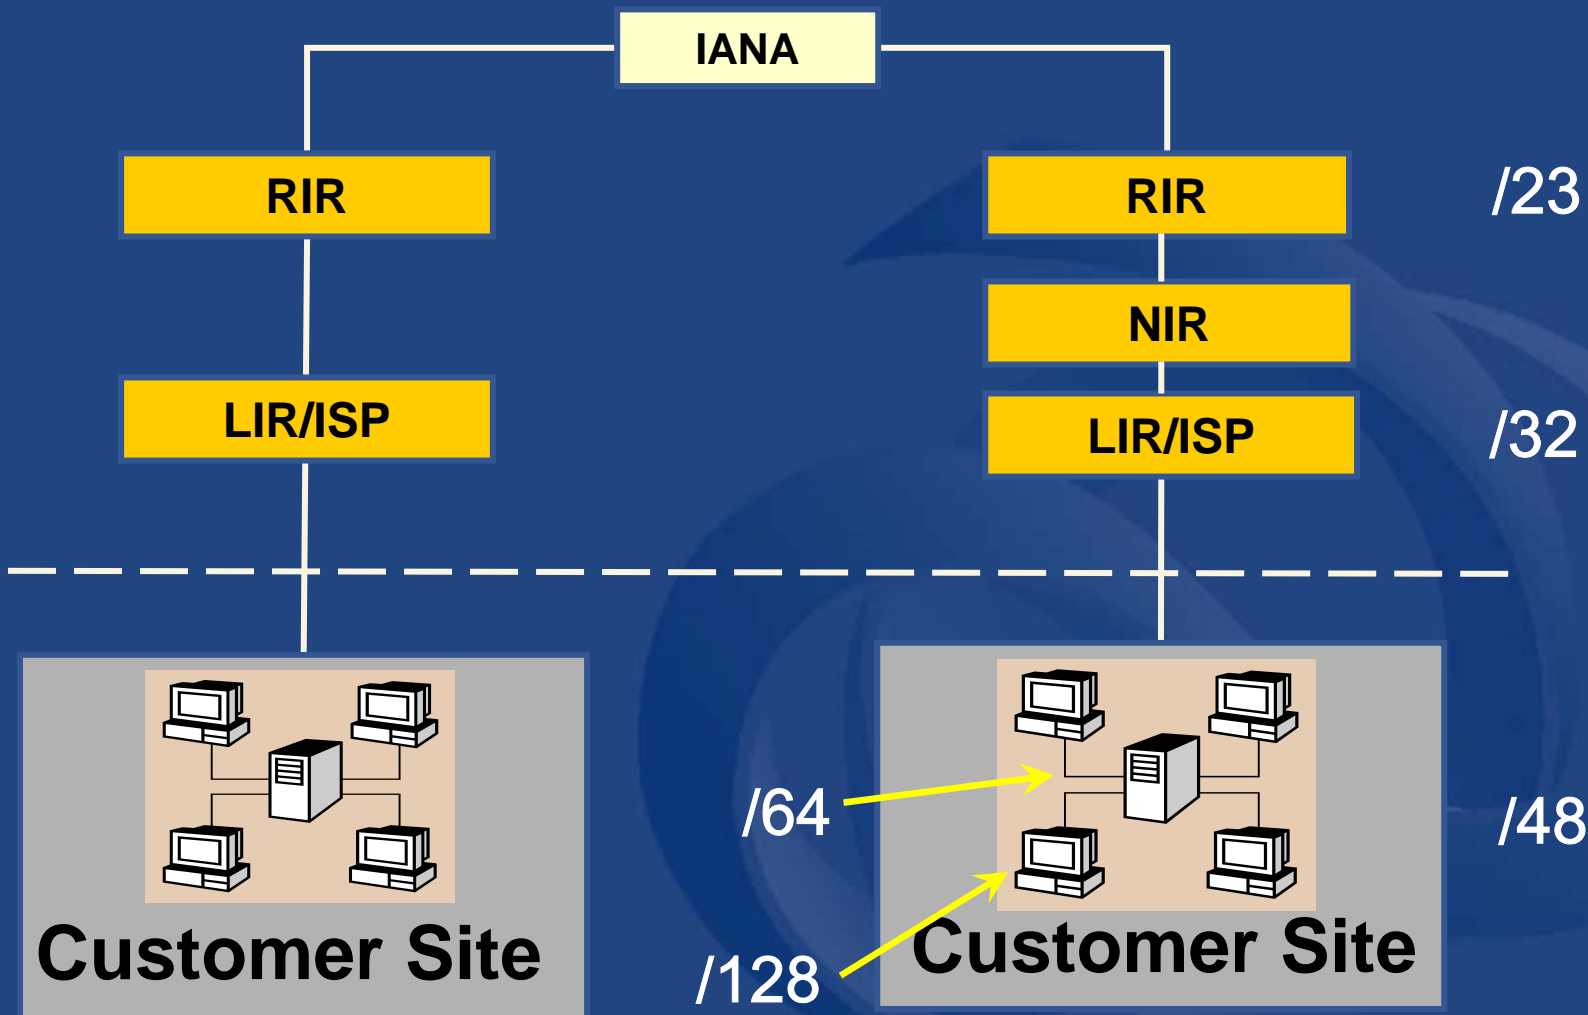 IANA
RIR
RIR
/23
NIR
LIR/ISP
LIR/ISP
/32
/64
/48
Customer Site
Customer Site
/128